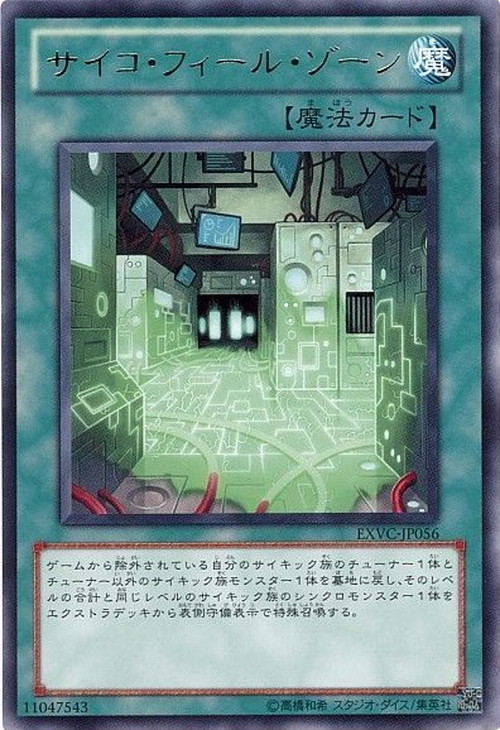 サイコ・フィール・ゾーン
魔
【魔法カード】
EXVC-JP056
ゲームから除外されている自分のサイキック族のチューナー1体と
チューナー以外のサイキック族モンスター1体を墓地に戻し、そのレベ
ルの合計と同じレベルのサイキック族のシンクロモンスター1体を
エクストラデッキから表側守備表示で特殊召喚する。
11047543
©高橋和希 スタジオ・ダイス/集英社